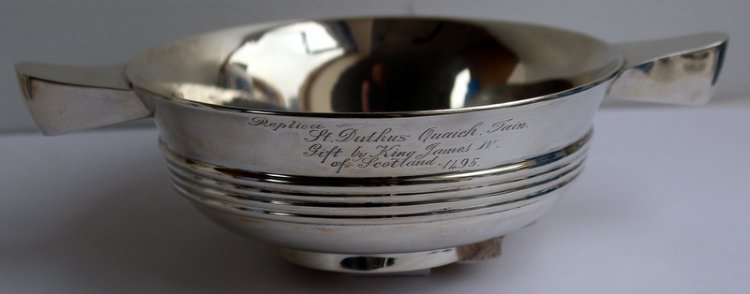 Replica
St. Duthus Quaich. Tain.
Gift by King James IV.
of Scotland 1495.